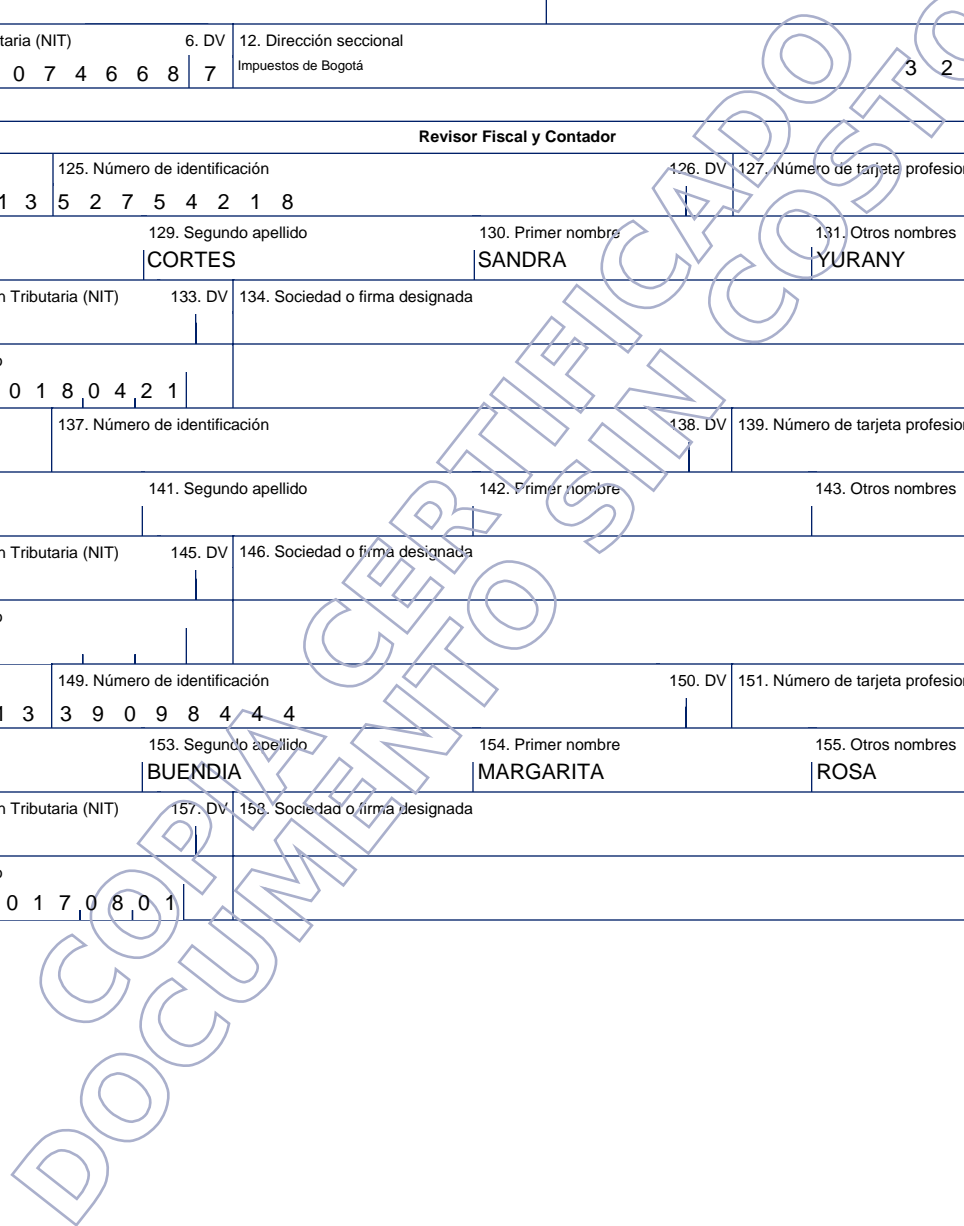 taria (NIT) 6. DV 12. Dirección seccional
0 7 4 6 6 8 7 Impuestos de Bogotá 3 2
Revisor Fiscal y Contador
125. Número de identificación 126. DV 127. Número de tarjeta profesion
1 3 5 2 7 5 4 2 1 8
129. Segundo apellido 130. Primer nombre 131. Otros nombres
CORTES SANDRA YURANY
n Tributaria (NIT) 133. DV 134. Sociedad o firma designada
o
0 1 8 0 4 2 1
137. Número de identificación 138. DV 139. Número de tarjeta profesion
141. Segundo apellido 142. Primer nombre 143. Otros nombres
n Tributaria (NIT) 145. DV 146. Sociedad o firma designada
o
149. Número de identificación 150. DV 151. Número de tarjeta profesion
1 3 3 9 0 9 8 4 4 4
153. Segundo apellido 154. Primer nombre 155. Otros nombres
BUENDIA MARGARITA ROSA
n Tributaria (NIT) 157. DV 158. Sociedad o firma designada
o
0 1 7 0 8 0 1
COPIA CERTIFICADO
DOCUMENTO SIN COSTO